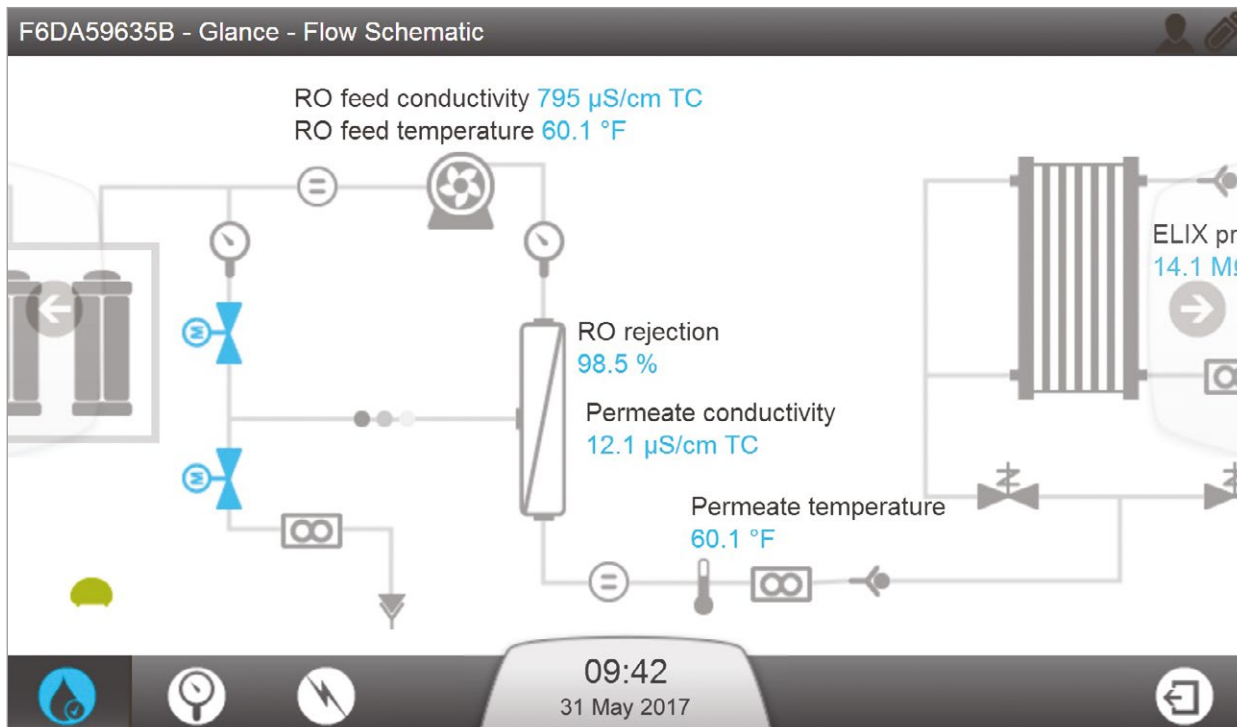 F6DA59635B - Glance - Flow Schematic
RO feed conductivity 795 µS/cm TC
RO feed temperature 60.1 °F
ELIX
14.1
RO rejection
98.5 %
Permeate conductivity
12.1 µS/cm TC
Permeate temperature
60.1 °F
M
M
09:42
31 May 2017